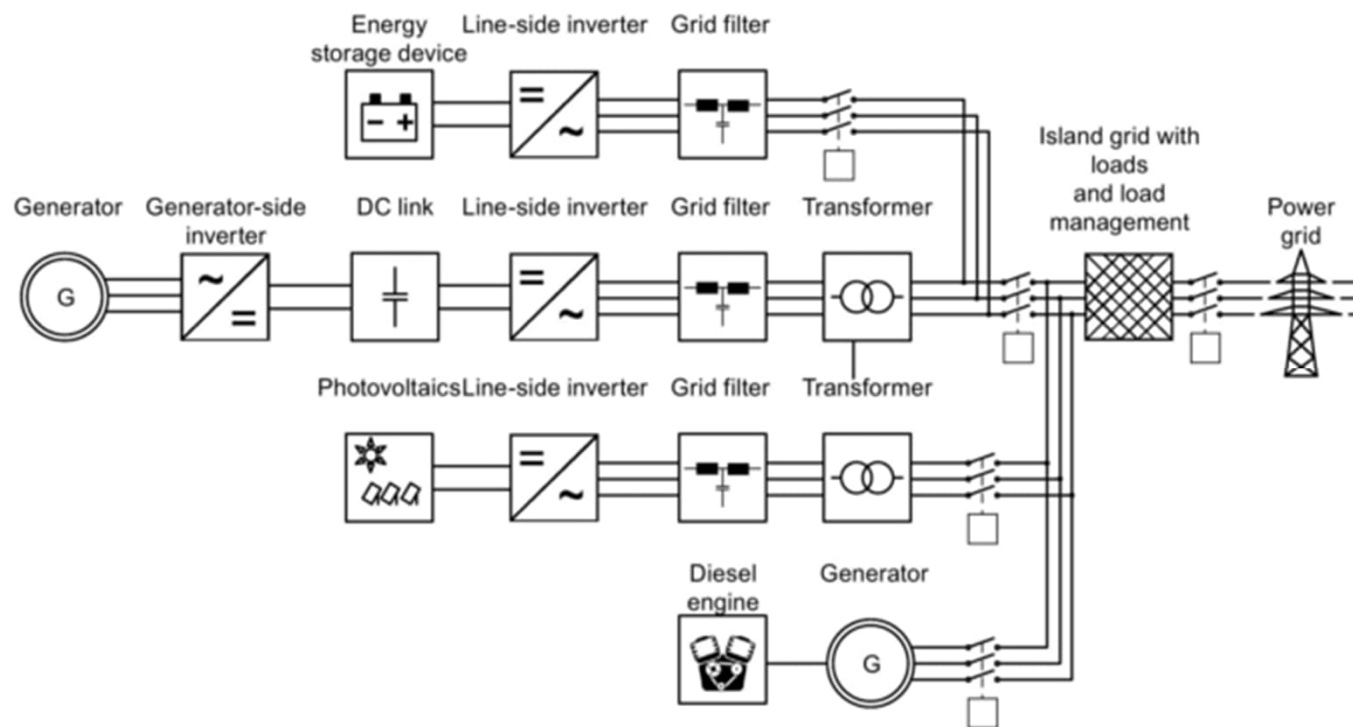 Energy
storage device
Line-side inverter
Grid filter
Island grid with
loads
and load
management
Power
grid
Generator
Generator-side
inverter
DC link
Line-side inverter
Grid filter
Transformer
G
Photovoltaics
Line-side inverter
Grid filter
Transformer
Diesel
engine
Generator
G